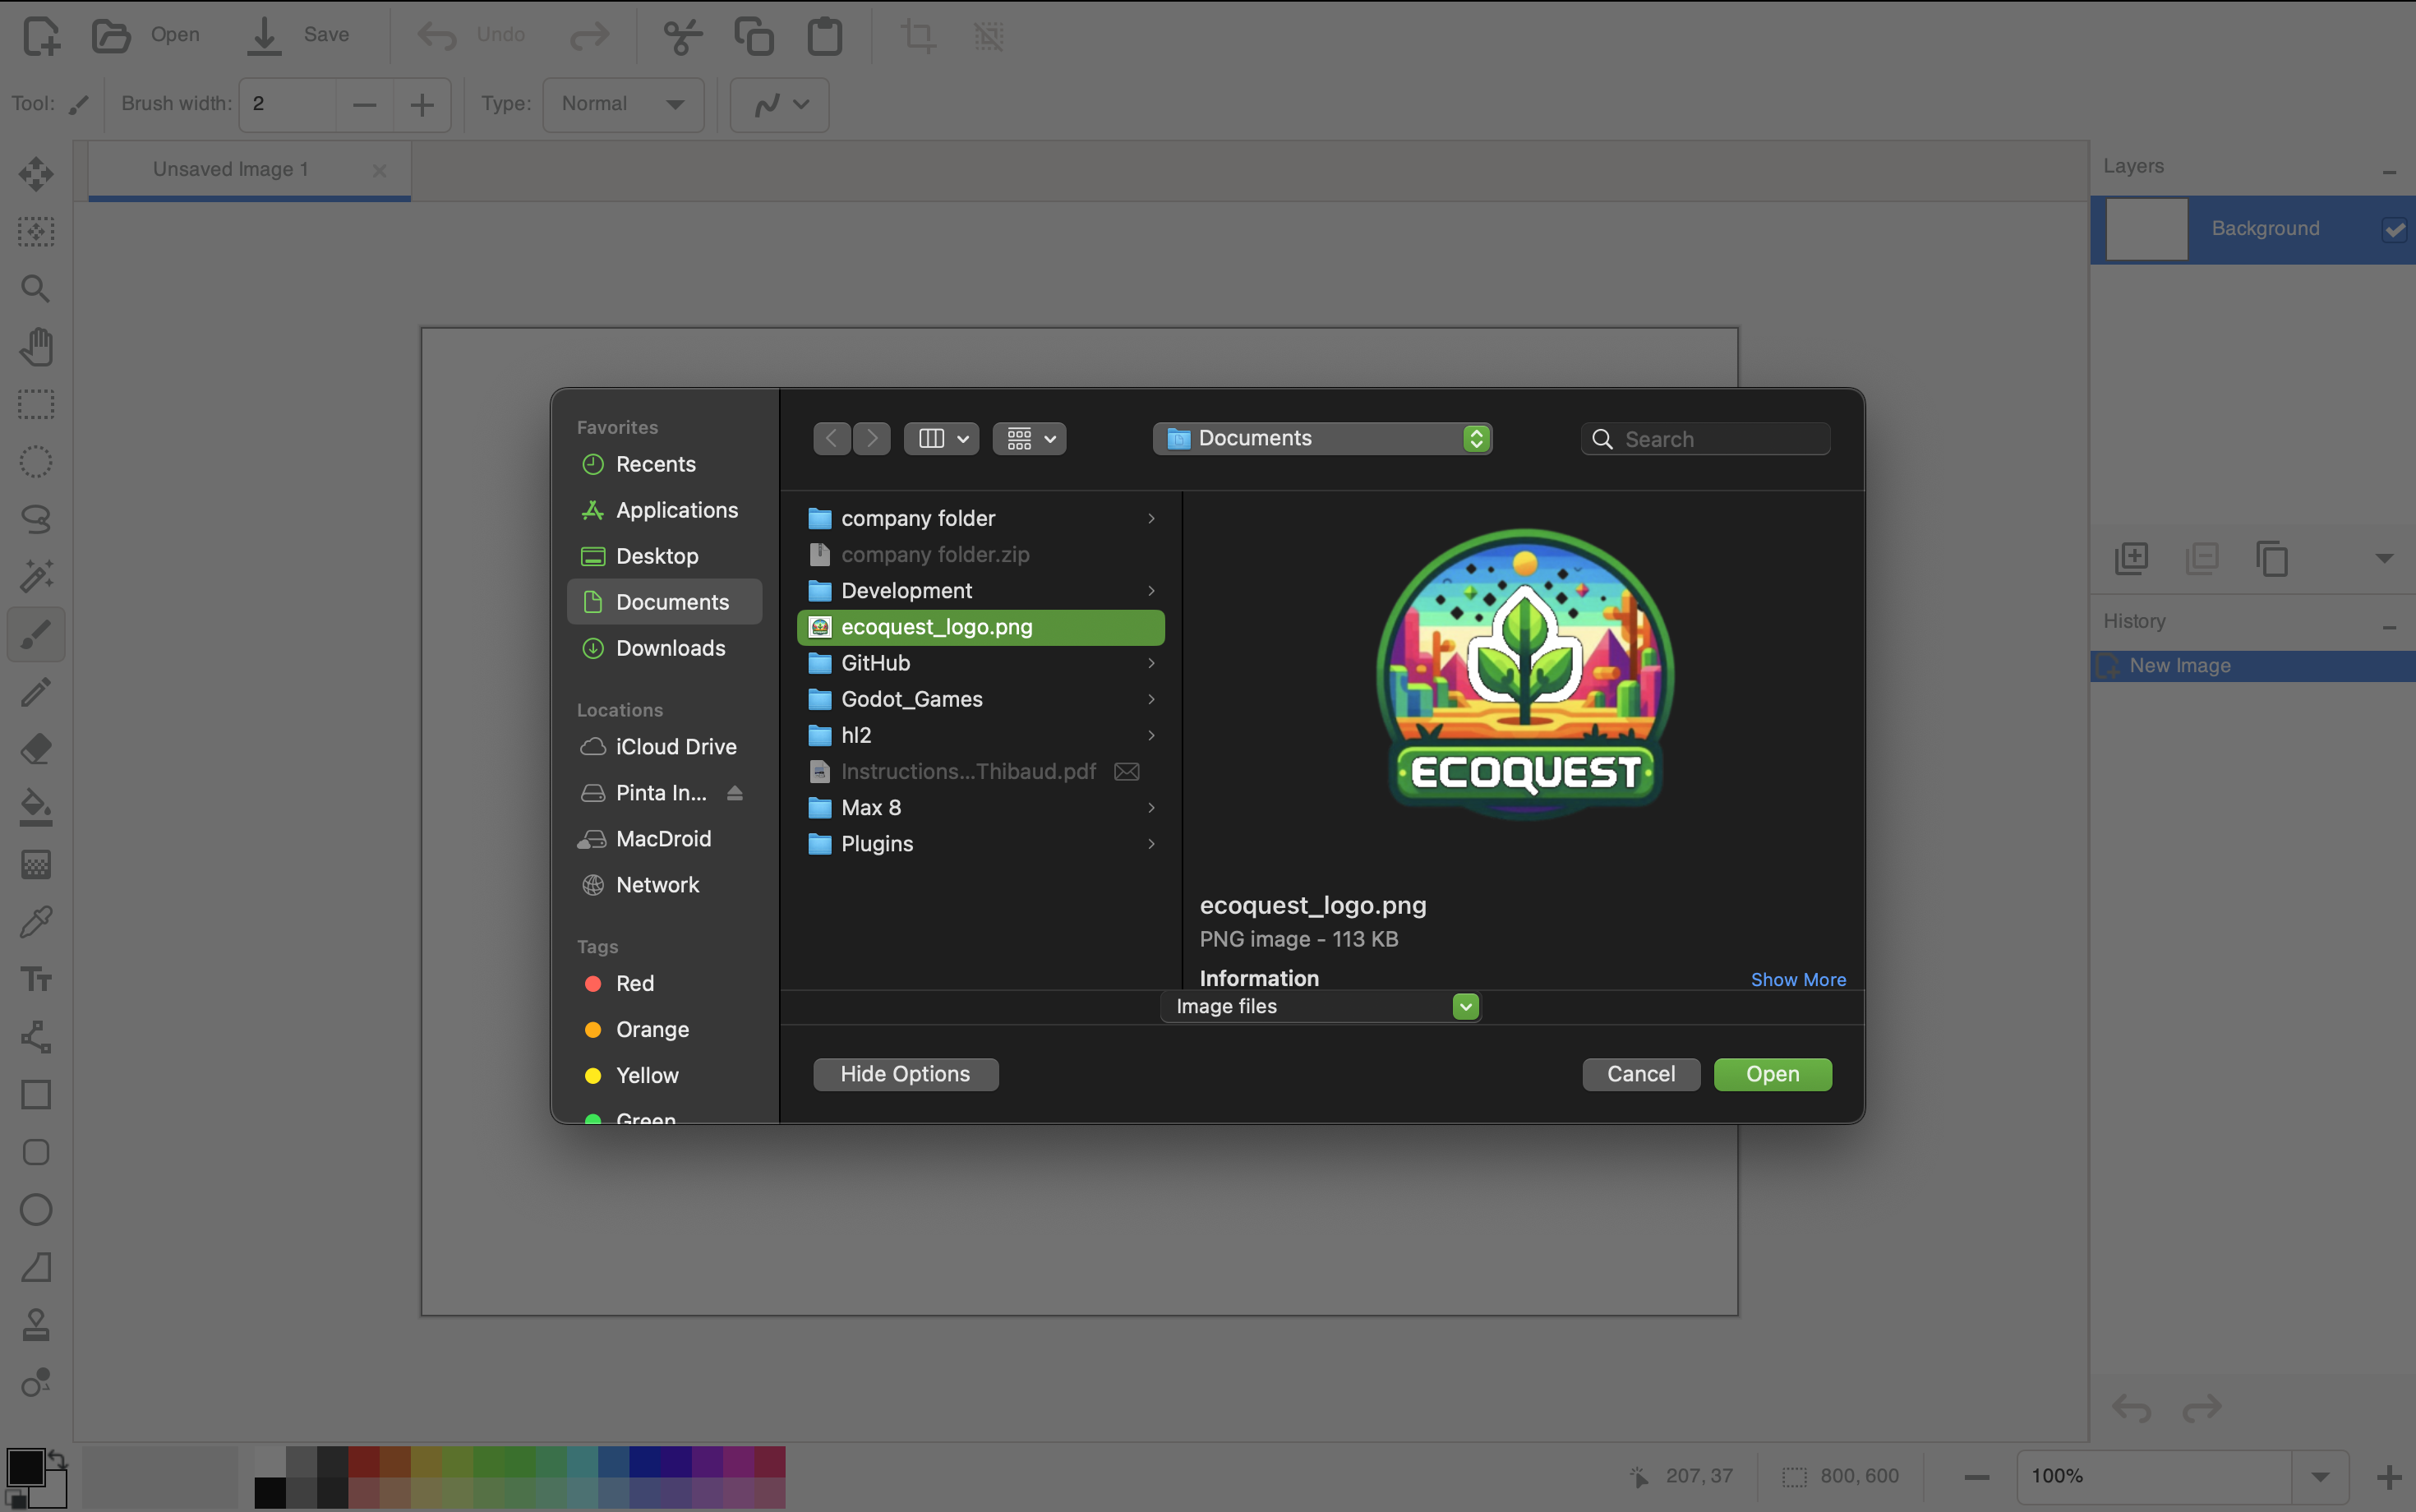 Open Save Undo
Tool: Brush width: 2 Type: Normal
Unsaved Image 1
Layers
Background
History
New Image
Favorites
Recents
Applications
Desktop
Documents
Downloads
Locations
iCloud Drive
Pinta In...
MacDroid
Network
Tags
Red
Orange
Yellow
Green
Documents
Search
company folder
company folder.zip
Development
ecoquest_logo.png
GitHub
Godot_Games
hl2
Instructions...Thibaud.pdf
Max 8
Plugins
ECOQUEST
ecoquest_logo.png
PNG image - 113 KB
Information Show More
Image files
Hide Options Cancel Open
207, 37 800, 600 100%